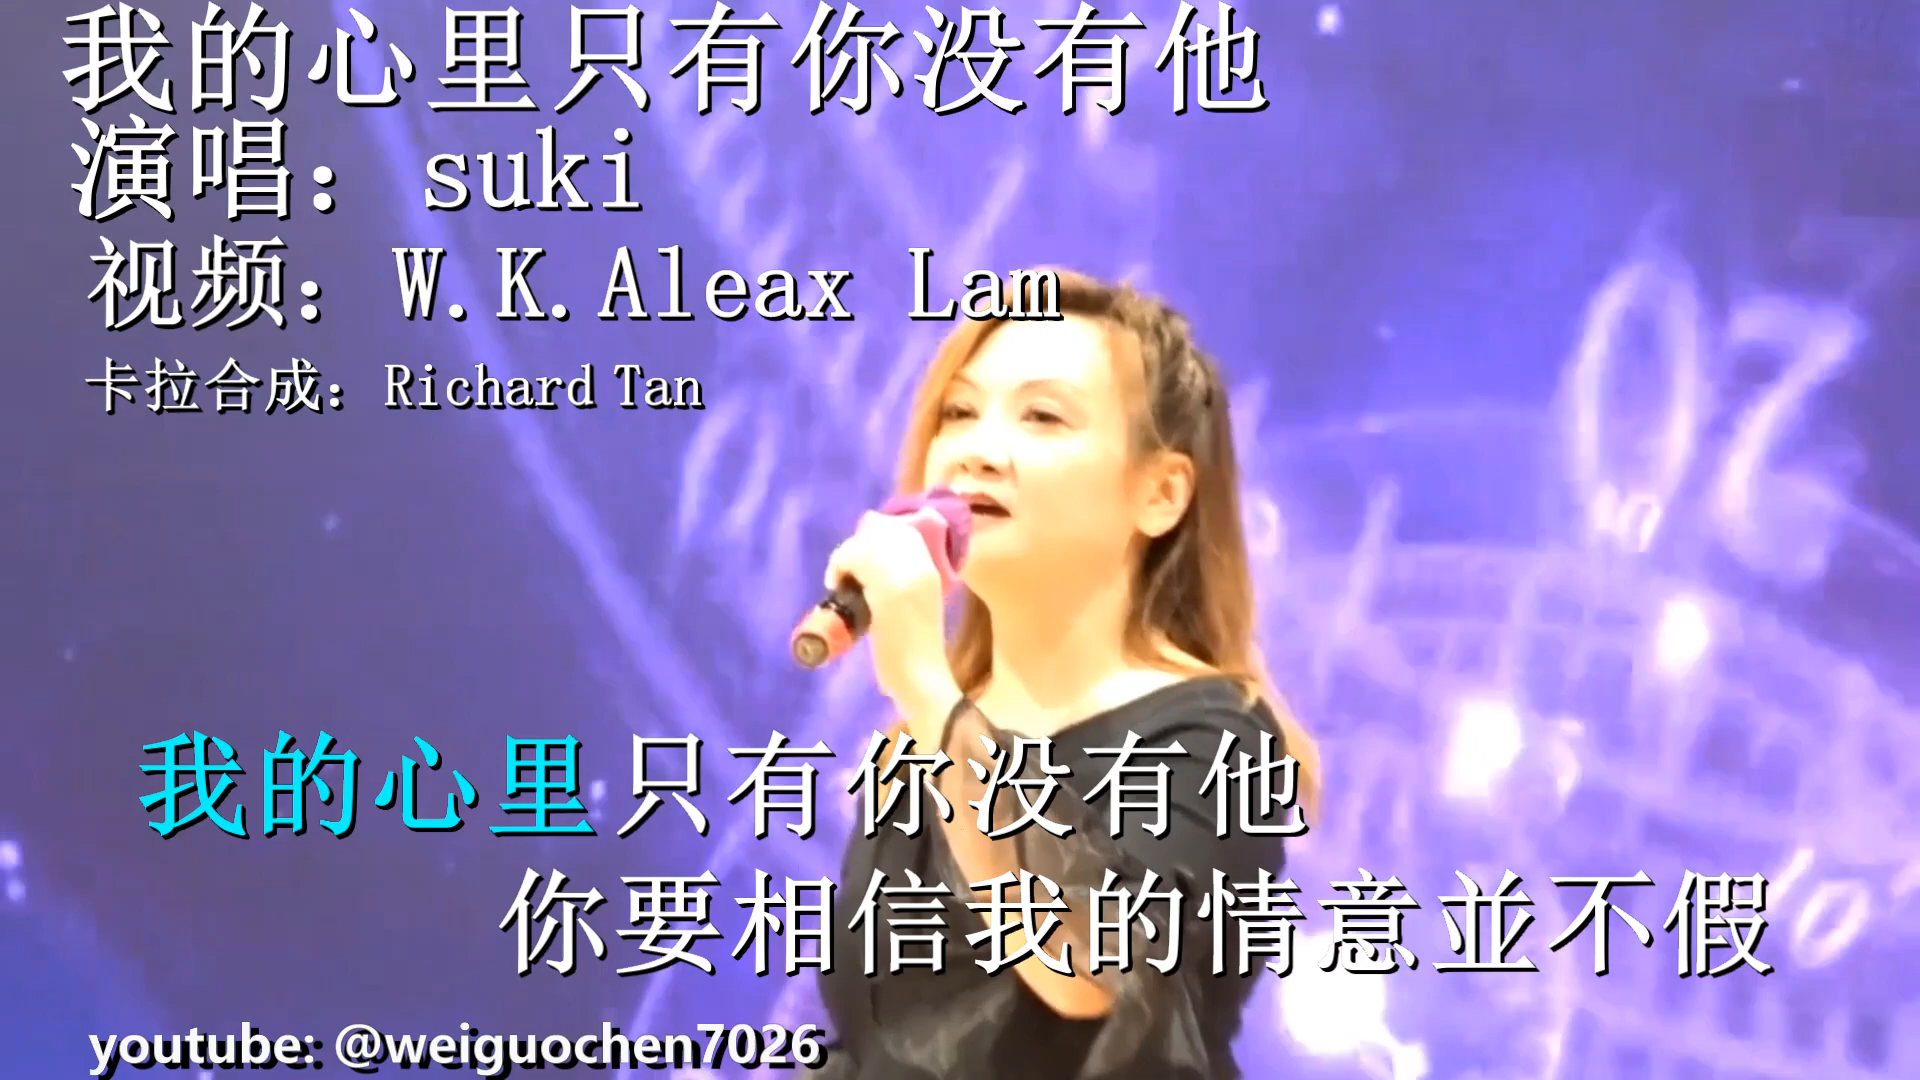 我的心里只有你没有他
演唱：suki
视频：W.K.Aleax Lam
卡拉合成：Richard Tan
我的心里只有你没有他
你要相信我的情意並不假
youtube: @weiguochen7026
07